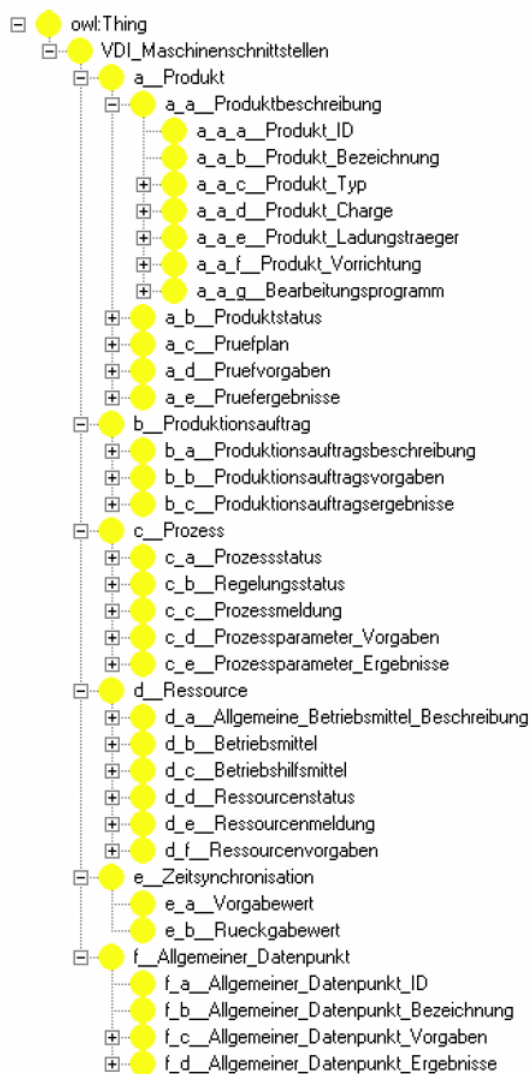 owl:Thing
VDI_Maschinenschnittstellen
a__Produkt
a_a__Produktbeschreibung
a_a_a__Produkt_ID
a_a_b__Produkt_Bezeichnung
a_a_c__Produkt_Typ
a_a_d__Produkt_Charge
a_a_e__Produkt_Ladungstraeger
a_a_f__Produkt_Vorrichtung
a_a_g__Bearbeitungsprogramm
a_b__Produktstatus
a_c__Pruefplan
a_d__Pruefvorgaben
a_e__Pruefergebnisse
b__Produktionsauftrag
b_a__Produktionsauftragsbeschreibung
b_b__Produktionsauftragsvorgaben
b_c__Produktionsauftragsergebnisse
c__Prozess
c_a__Prozessstatus
c_b__Regelungsstatus
c_c__Prozessmeldung
c_d__Prozessparameter_Vorgaben
c_e__Prozessparameter_Ergebnisse
d__Ressource
d_a__Allgemeine_Betriebsmittel_Beschreibung
d_b__Betriebsmittel
d_c__Betriebshilfsmittel
d_d__Ressourcenstatus
d_e__Ressourcenmeldung
d_f__Ressourcenvorgaben
e__Zeitsynchronisation
e_a__Vorgabewert
e_b__Rueckgabewert
f__Allgemeiner_Datenpunkt
f_a__Allgemeiner_Datenpunkt_ID
f_b__Allgemeiner_Datenpunkt_Bezeichnung
f_c__Allgemeiner_Datenpunkt_Vorgaben
f_d__Allgemeiner_Datenpunkt_Ergebnisse